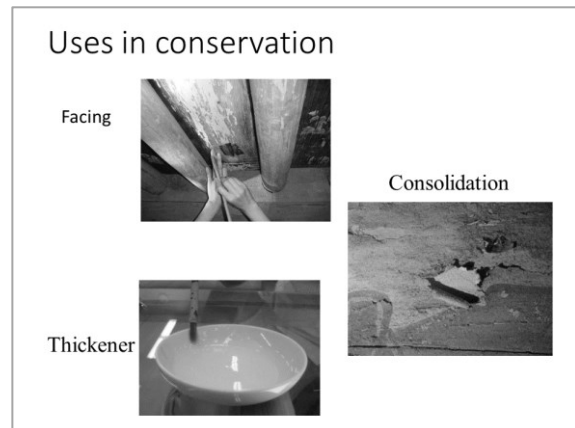 Uses in conservation
Facing
Consolidation
Thickener